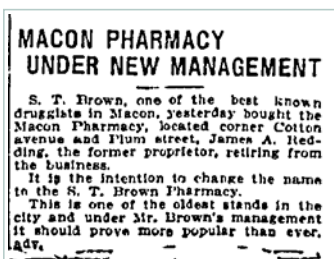 MACON PHARMACY
UNDER NEW MANAGEMENT
S. T. Brown, one of the best known
druggists in Macon, yesterday bought the
Macon Pharmacy, located corner Cotton
avenue and Plum street, James A. Red-
ding, the former proprietor, retiring from
the business.
It is the intention to change the name
to the S. T. Brown Pharmacy.
This is one of the oldest stands in the
city and under Mr. Brown's management
it should prove more popular than ever.
adv.